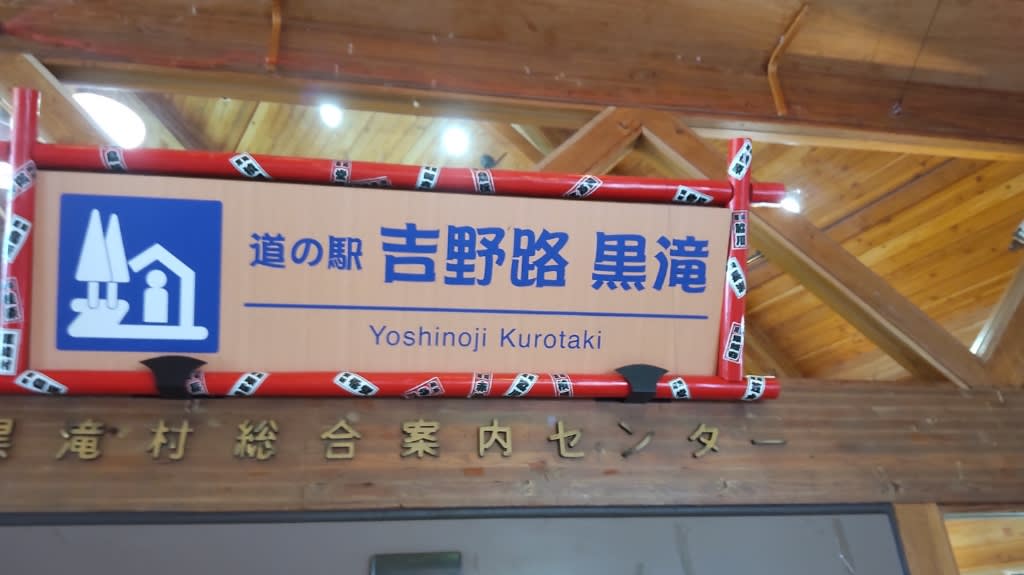 道の駅 吉野路 黒滝
Yoshinoji Kurotaki
黒滝村総合案内センター